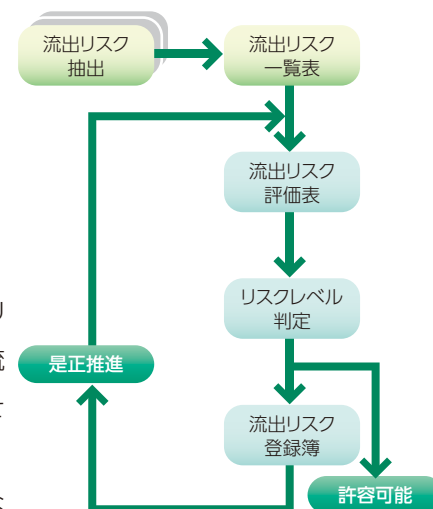 流出リスク
抽出
流出リスク
一覧表
流出リスク
評価表
リスクレベル
判定
是正推進
流出リスク
登録簿
許容可能